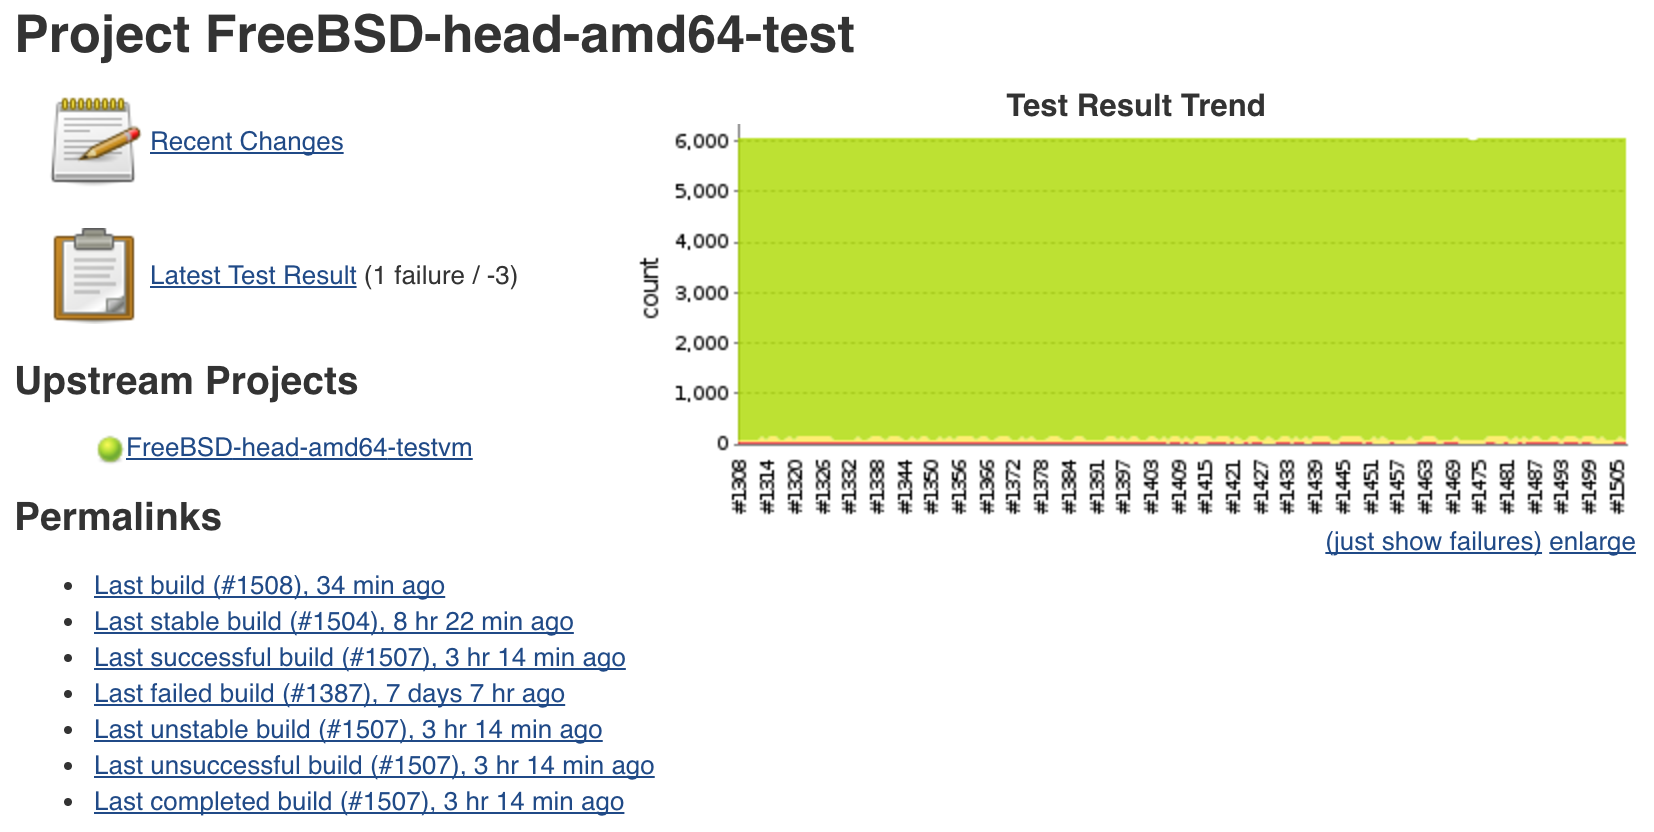 Project FreeBSD-head-amd64-test
Recent Changes
Latest Test Result (1 failure / -3)
Upstream Projects
FreeBSD-head-amd64-testvm
Permalinks
Last build (#1508), 34 min ago
Last stable build (#1504), 8 hr 22 min ago
Last successful build (#1507), 3 hr 14 min ago
Last failed build (#1387), 7 days 7 hr ago
Last unstable build (#1507), 3 hr 14 min ago
Last unsuccessful build (#1507), 3 hr 14 min ago
Last completed build (#1507), 3 hr 14 min ago
Test Result Trend
count
6,000
5,000
4,000
3,000
2,000
1,000
0
#1308
#1314
#1320
#1326
#1332
#1338
#1344
#1350
#1356
#1366
#1372
#1378
#1384
#1391
#1397
#1403
#1409
#1415
#1421
#1427
#1433
#1439
#1445
#1451
#1457
#1463
#1469
#1475
#1481
#1487
#1493
#1499
#1505
(just show failures) enlarge